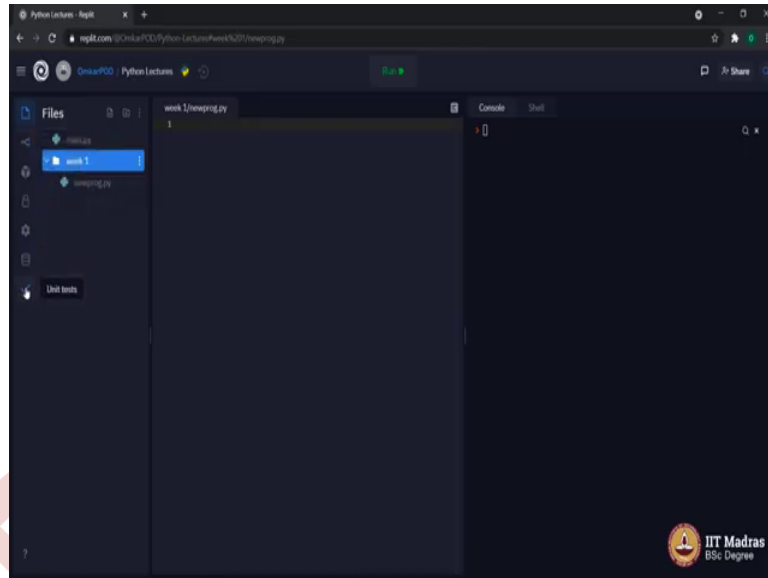 Python Lectures - Replit
replit.com/@OmkarPOD/Python-Lectures#week%201/newprog.py
OmkarPOD / Python Lectures
Run
Share
Files
week 1/newprog.py
Console
Shell
1
main.py
week 1
newprog.py
Unit tests
?
IIT Madras
BSc Degree